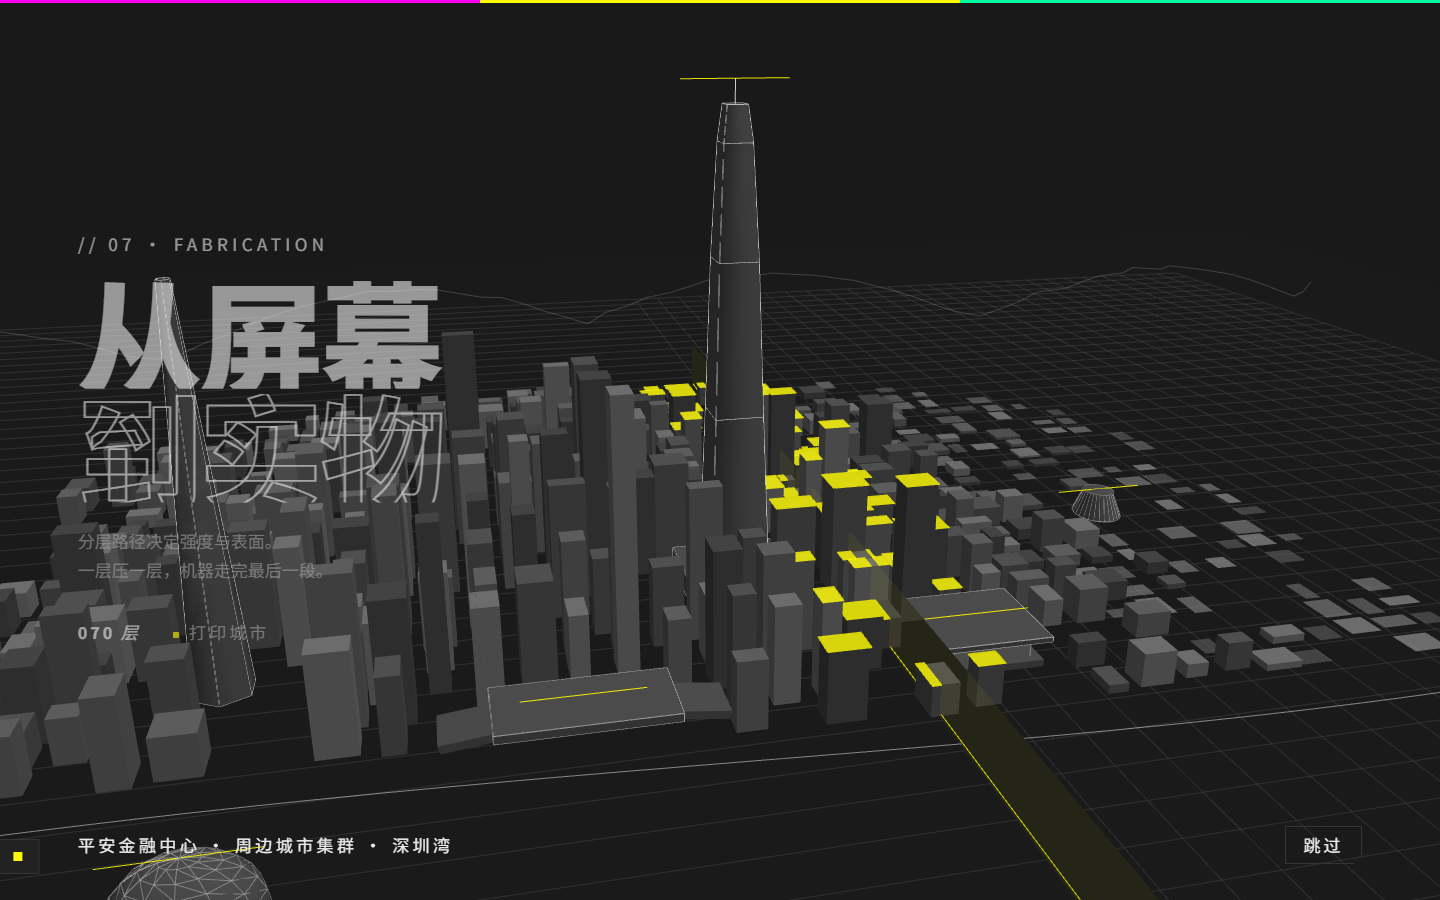 // 07 • FABRICATION
从屏幕
到实物
分层路径决定强度与表面。
一层压一层，机器走完最后一段。
070 层 打印城市
平安金融中心 • 周边城市集群 • 深圳湾
跳过